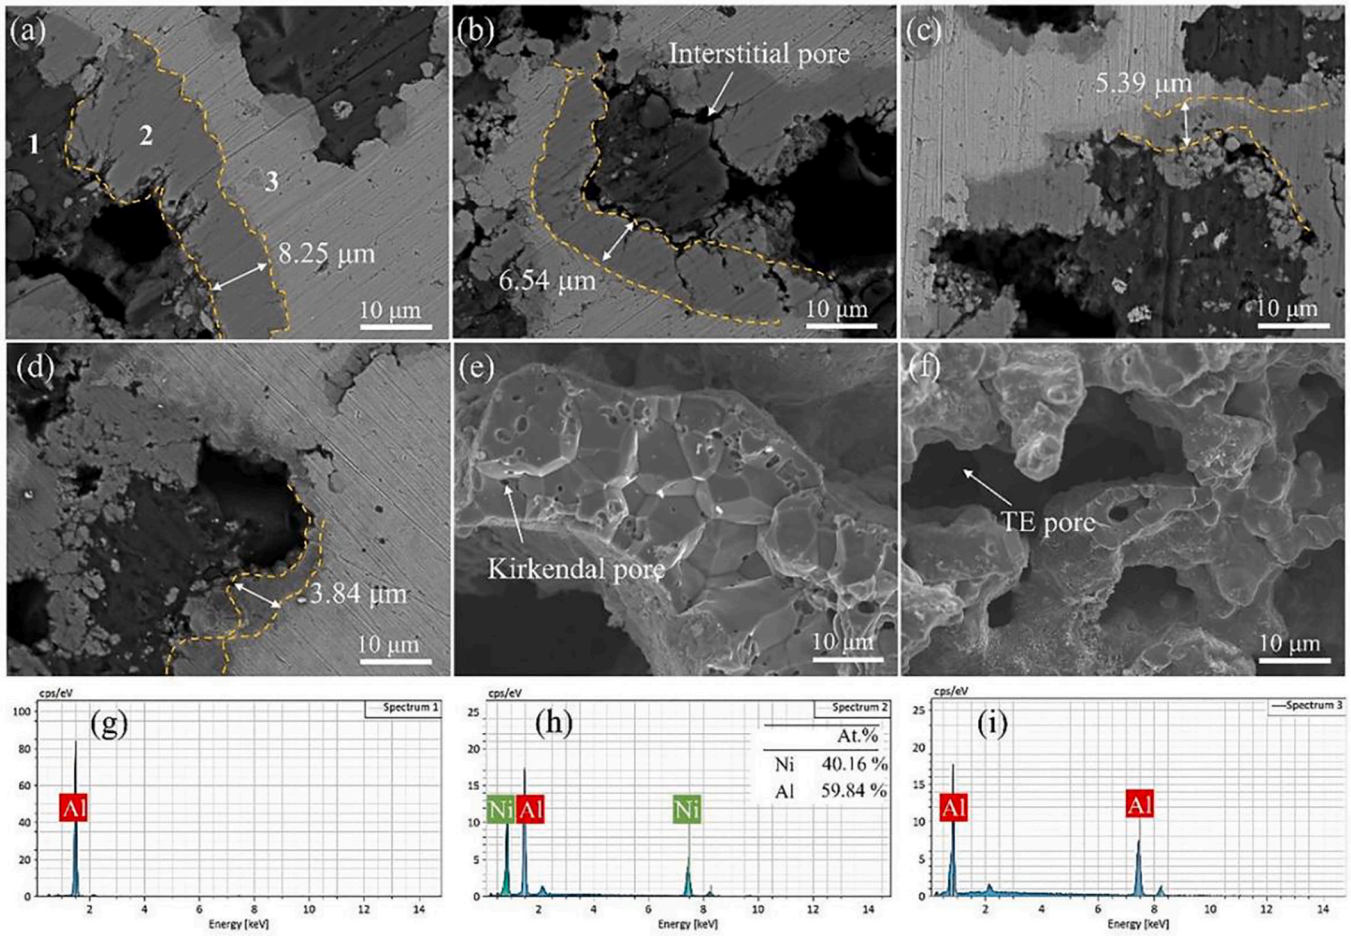 (a)
1
2
3
8.25 μm
10 μm
(b)
Interstitial pore
6.54 μm
10 μm
(c)
5.39 μm
10 μm
(d)
3.84 μm
10 μm
(e)
Kirkendal pore
10 μm
(f)
TE pore
10 μm
cps/eV
(g)
Spectrum 1
100
80
60
40
20
0
Al
2 4 6 8 10 12 14
Energy [keV]
cps/eV
(h)
Spectrum 2
At.%
Ni 40.16 %
Al 59.84 %
25
20
15
10
5
0
Ni Al Ni
2 4 6 8 10 12 14
Energy [keV]
cps/eV
(i)
Spectrum 3
25
20
15
10
5
0
Al Al
2 4 6 8 10 12 14
Energy [keV]